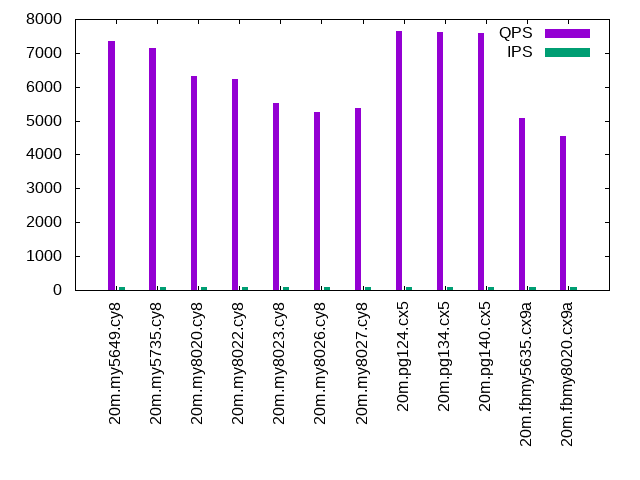 8000
7000
6000
5000
4000
3000
2000
1000
0
QPS
IPS
20m.my5649.cy8
20m.my5735.cy8
20m.my8020.cy8
20m.my8022.cy8
20m.my8023.cy8
20m.my8026.cy8
20m.my8027.cy8
20m.pg124.cx5
20m.pg134.cx5
20m.pg140.cx5
20m.fbmy5635.cx9a
20m.fbmy8020.cx9a